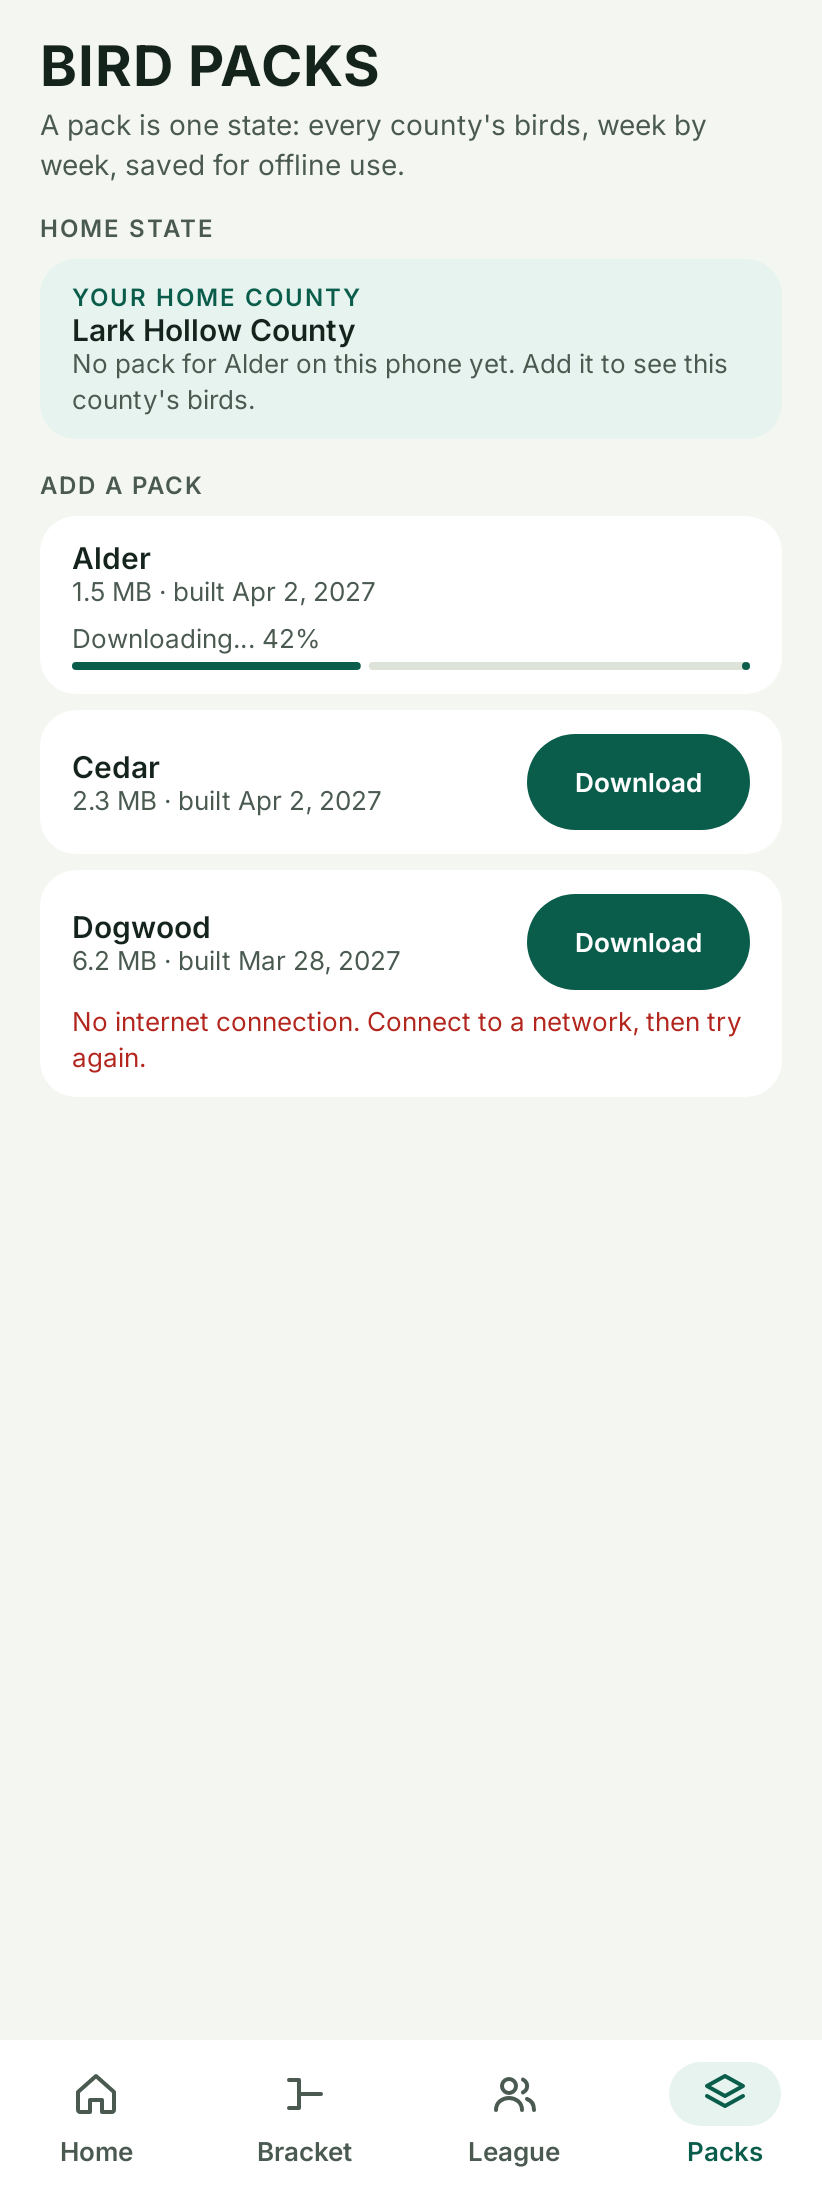 BIRD PACKS
A pack is one state: every county's birds, week by
week, saved for offline use.
HOME STATE
YOUR HOME COUNTY
Lark Hollow County
No pack for Alder on this phone yet. Add it to see this
county's birds.
ADD A PACK
Alder
1.5 MB · built Apr 2, 2027
Downloading... 42%
Cedar
2.3 MB · built Apr 2, 2027
Download
Dogwood
6.2 MB · built Mar 28, 2027
Download
No internet connection. Connect to a network, then try
again.
Home
Bracket
League
Packs